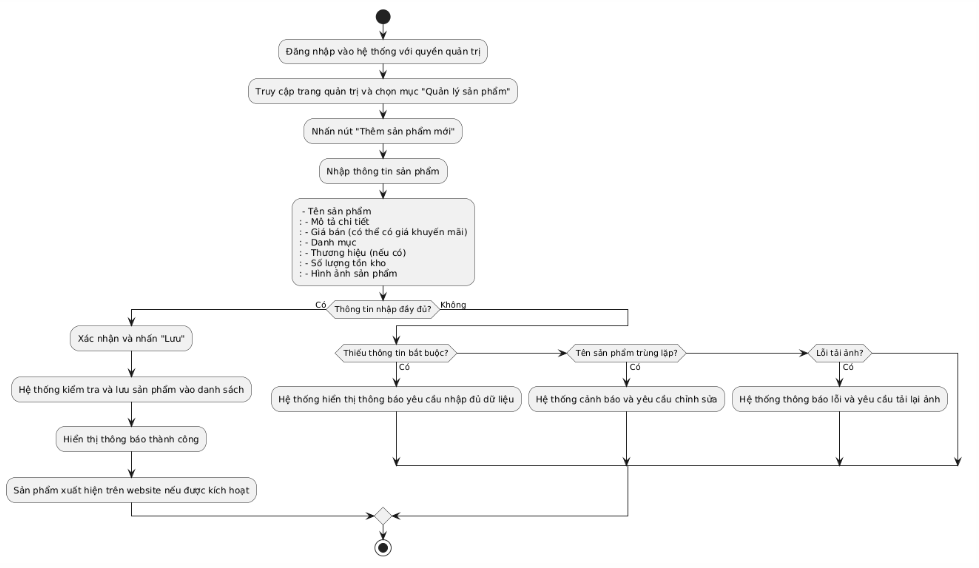 Đăng nhập vào hệ thống với quyền quản trị
Truy cập trang quản trị và chọn mục "Quản lý sản phẩm"
Nhấn nút "Thêm sản phẩm mới"
Nhập thông tin sản phẩm
- Tên sản phẩm
: - Mô tả chi tiết
: - Giá bán (có thể có giá khuyến mãi)
: - Danh mục
: - Thương hiệu (nếu có)
: - Số lượng tồn kho
: - Hình ảnh sản phẩm
Thông tin nhập đầy đủ?
Có
Không
Xác nhận và nhấn "Lưu"
Hệ thống kiểm tra và lưu sản phẩm vào danh sách
Hiển thị thông báo thành công
Sản phẩm xuất hiện trên website nếu được kích hoạt
Thiếu thông tin bắt buộc?
Có
Hệ thống hiển thị thông báo yêu cầu nhập đủ dữ liệu
Tên sản phẩm trùng lặp?
Có
Hệ thống cảnh báo và yêu cầu chỉnh sửa
Lỗi tải ảnh?
Có
Hệ thống thông báo lỗi và yêu cầu tải lại ảnh